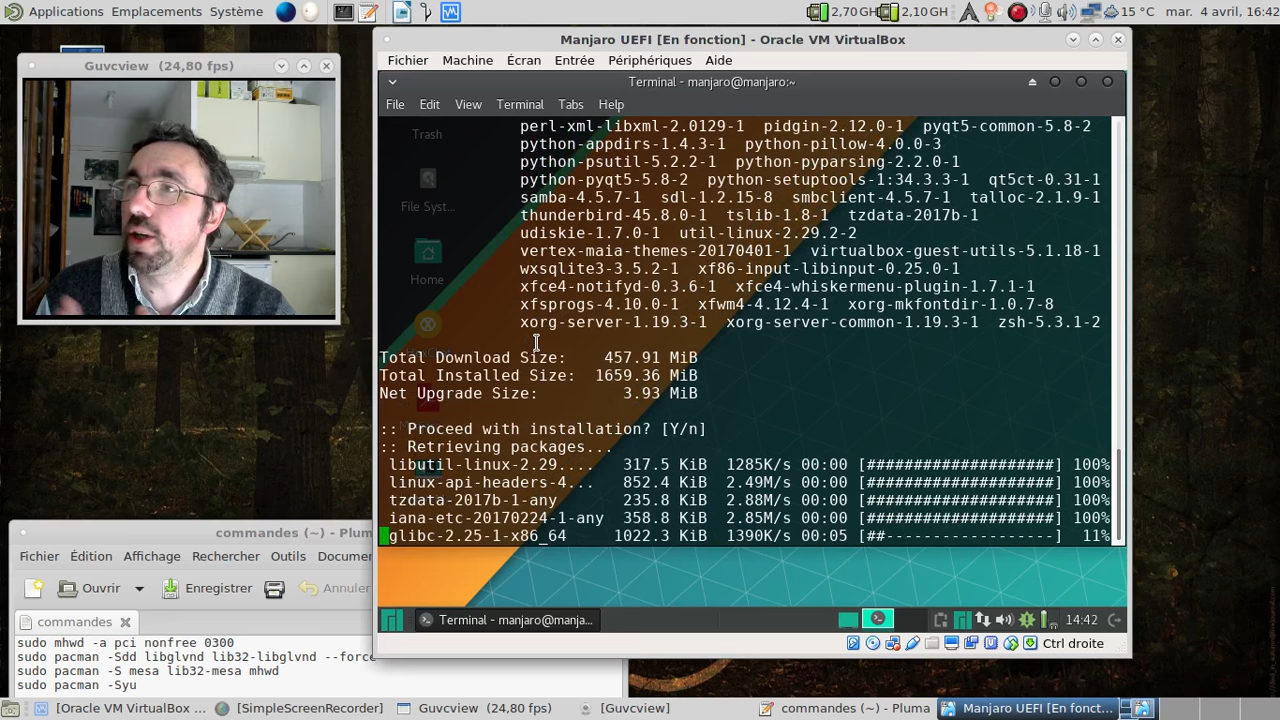 Applications Emplacements Système 2,70 GH 2,10 GH 15 °C mar. 4 avril, 16:42
Guvcview (24,80 fps)
Manjaro UEFI [En fonction] - Oracle VM VirtualBox
Fichier Machine Écran Entrée Périphériques Aide
Terminal - manjaro@manjaro:~
File Edit View Terminal Tabs Help
Trash
File Syst...
Home
perl-xml-libxml-2.0129-1 pidgin-2.12.0-1 pyqt5-common-5.8-2
python-appdirs-1.4.3-1 python-pillow-4.0.0-3
python-psutil-5.2.2-1 python-pyparsing-2.2.0-1
python-pyqt5-5.8-2 python-setuptools-1:34.3.3-1 qt5ct-0.31-1
samba-4.5.7-1 sdl-1.2.15-8 smbclient-4.5.7-1 talloc-2.1.9-1
thunderbird-45.8.0-1 tslib-1.8-1 tzdata-2017b-1
udiskie-1.7.0-1 util-linux-2.29.2-2
vertex-maia-themes-20170401-1 virtualbox-guest-utils-5.1.18-1
wxsqlite3-3.5.2-1 xf86-input-libinput-0.25.0-1
xfce4-notifyd-0.3.6-1 xfce4-whiskermenu-plugin-1.7.1-1
xfsprogs-4.10.0-1 xfwm4-4.12.4-1 xorg-mkfontdir-1.0.7-8
xorg-server-1.19.3-1 xorg-server-common-1.19.3-1 zsh-5.3.1-2
Total Download Size: 457.91 MiB
Total Installed Size: 1659.36 MiB
Net Upgrade Size: 3.93 MiB
:: Proceed with installation? [Y/n]
:: Retrieving packages...
libutil-linux-2.29.... 317.5 KiB 1285K/s 00:00 [####################] 100%
linux-api-headers-4... 852.4 KiB 2.49M/s 00:00 [####################] 100%
tzdata-2017b-1-any 235.8 KiB 2.88M/s 00:00 [####################] 100%
iana-etc-20170224-1-any 358.8 KiB 2.85M/s 00:00 [####################] 100%
glibc-2.25-1-x86_64 1022.3 KiB 1390K/s 00:05 [##------------------] 11%
Terminal - manjaro@manja... 14:42
Ctrl droite
commandes (~) - Pluma
Fichier Édition Affichage Rechercher Outils Documen
Ouvrir Enregistrer Annuler
commandes
sudo mhwd -a pci nonfree 0300
sudo pacman -Sdd libglvnd lib32-libglvnd --force
sudo pacman -S mesa lib32-mesa mhwd
sudo pacman -Syu
[Oracle VM VirtualBox ... [SimpleScreenRecorder] Guvcview (24,80 fps) [Guvcview] commandes (~) - Pluma Manjaro UEFI [En fonct...